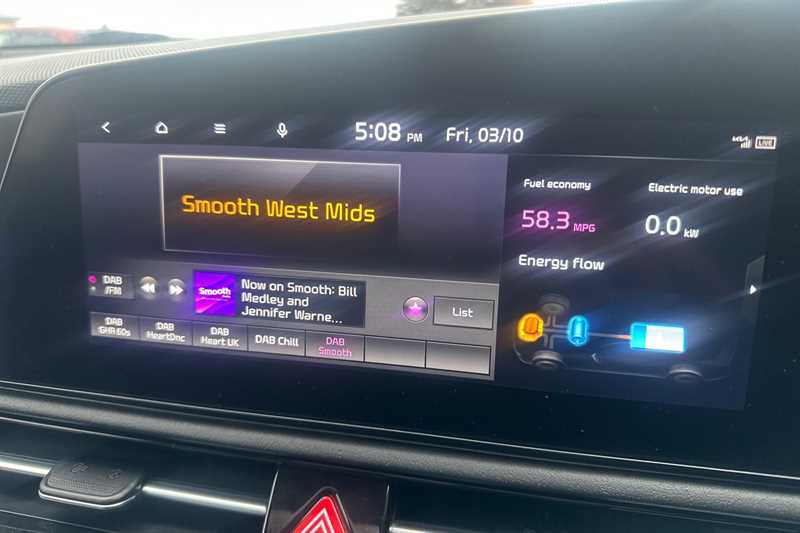 5:08 PM Fri, 03/10
KIA LIVE
Smooth West Mids
DAB
/FM
Smooth
Now on Smooth: Bill
Medley and
Jennifer Warne...
List
DAB
GHR 60s
DAB
HeartDnc
DAB
Heart UK
DAB Chill
DAB
Smooth
Fuel economy
58.3 MPG
Electric motor use
0.0 kW
Energy flow